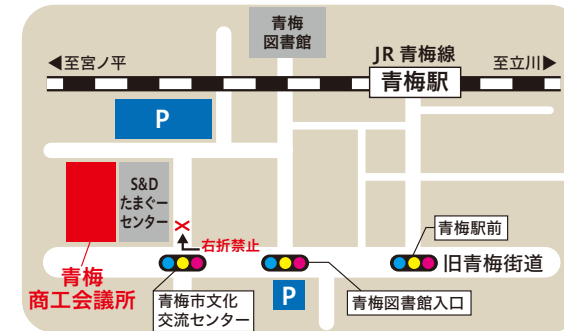 青梅
図書館
JR 青梅線
◀至宮ノ平
青梅駅
至立川▶
P
S&D
たまぐー
センター
右折禁止
青梅駅前
青梅
商工会議所
旧青梅街道
青梅市文化
交流センター
P
青梅図書館入口